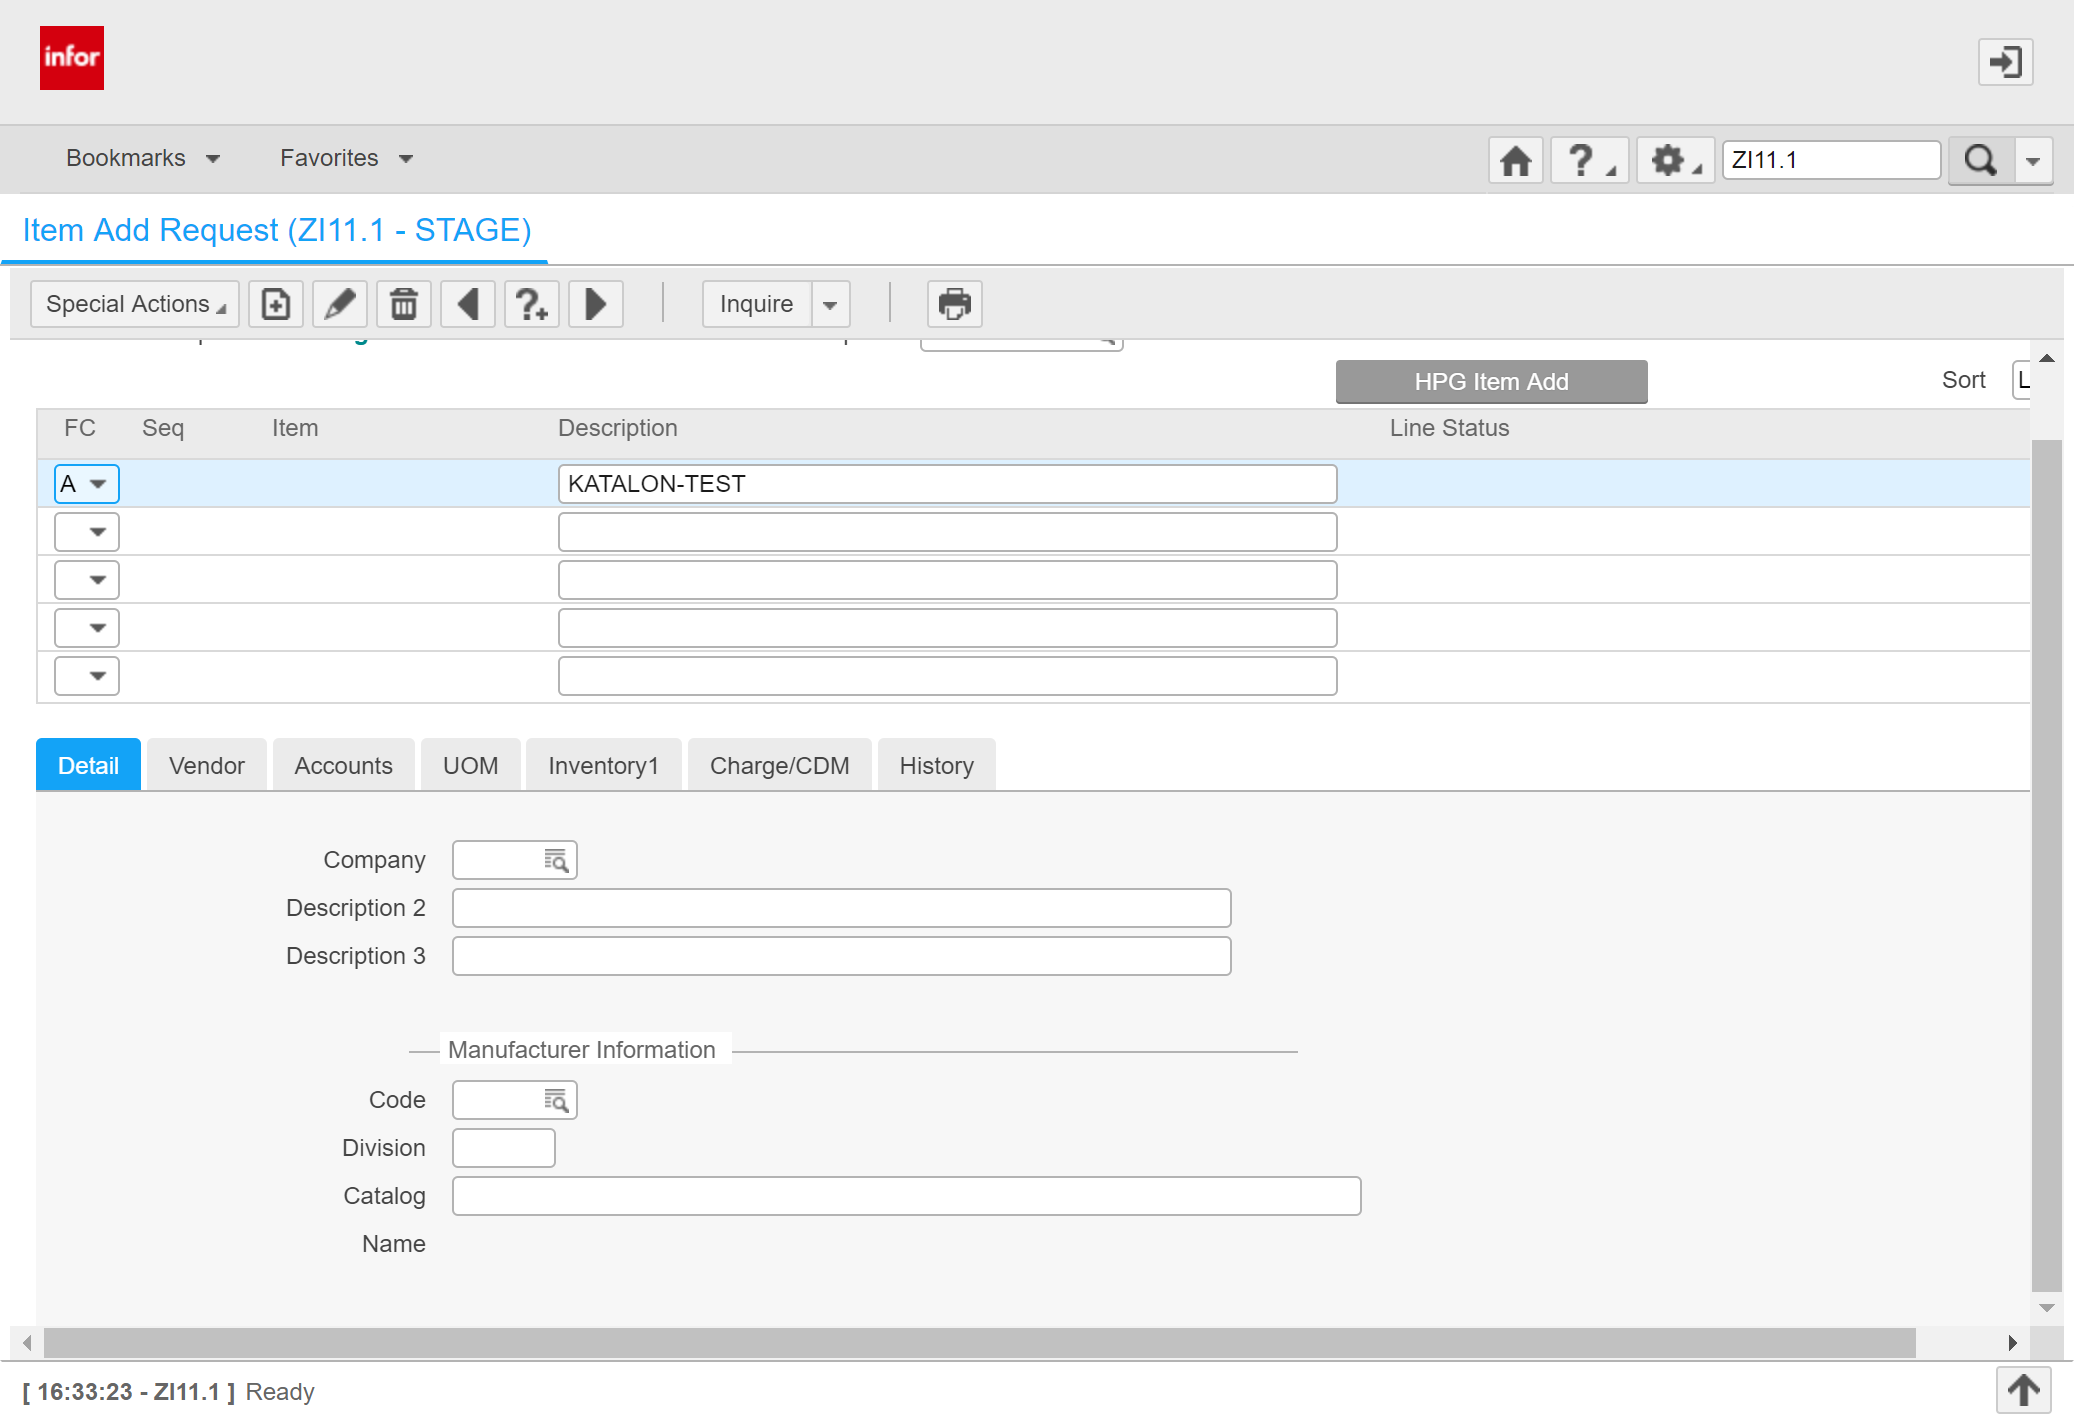 infor
Bookmarks Favorites ZI11.1
Item Add Request (ZI11.1 - STAGE)
Special Actions Inquire
HPG Item Add Sort L
FC Seq Item Description Line Status
A KATALON-TEST
Detail Vendor Accounts UOM Inventory1 Charge/CDM History
Company
Description 2
Description 3
Manufacturer Information
Code
Division
Catalog
Name
[ 16:33:23 - ZI11.1 ] Ready